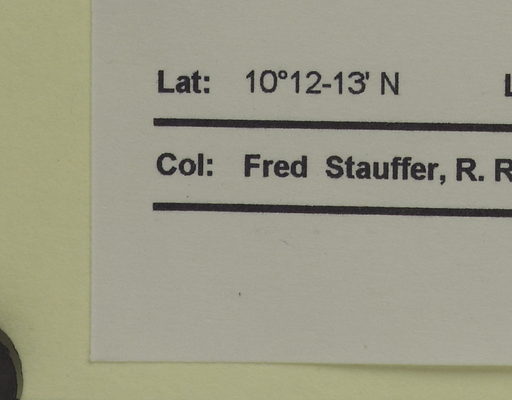 Lat: 10°12-13' N
Col: Fred Stauffer, R.